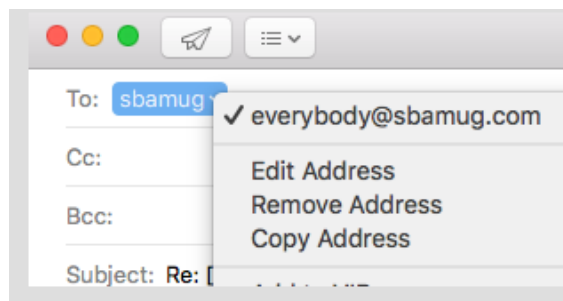 To: sbamug
✓ everybody@sbamug.com
Cc:
Edit Address
Remove Address
Bcc:
Copy Address
Subject: Re: [